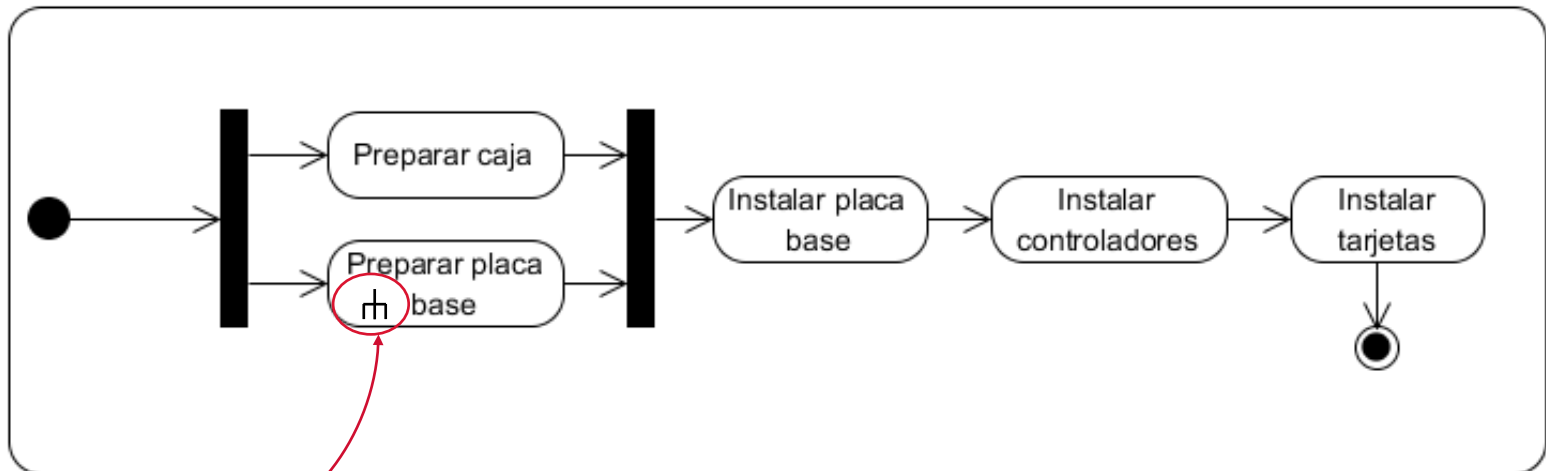 Preparar caja
Preparar placa
base
Instalar placa
base
Instalar
controladores
Instalar
tarjetas